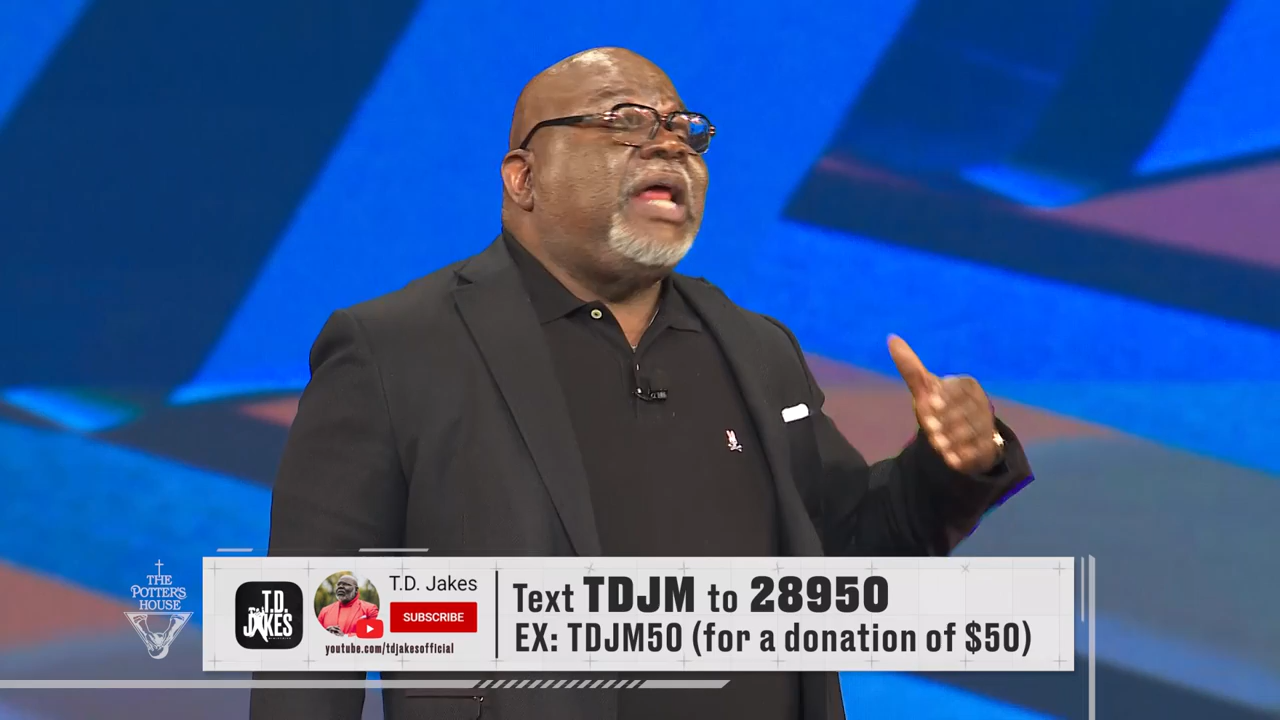 THE
POTTER'S
HOUSE
T.D.
JAKES
T.D. Jakes
SUBSCRIBE
youtube.com/tdjakesofficial
Text TDJM to 28950
EX: TDJM50 (for a donation of $50)